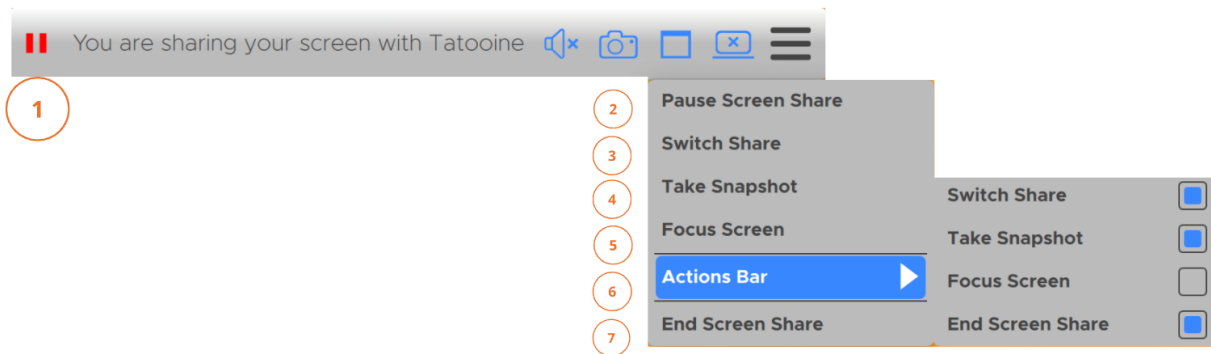 You are sharing your screen with Tatooine
1
2 Pause Screen Share
3 Switch Share
4 Take Snapshot
5 Focus Screen
6 Actions Bar
7 End Screen Share
Switch Share
Take Snapshot
Focus Screen
End Screen Share